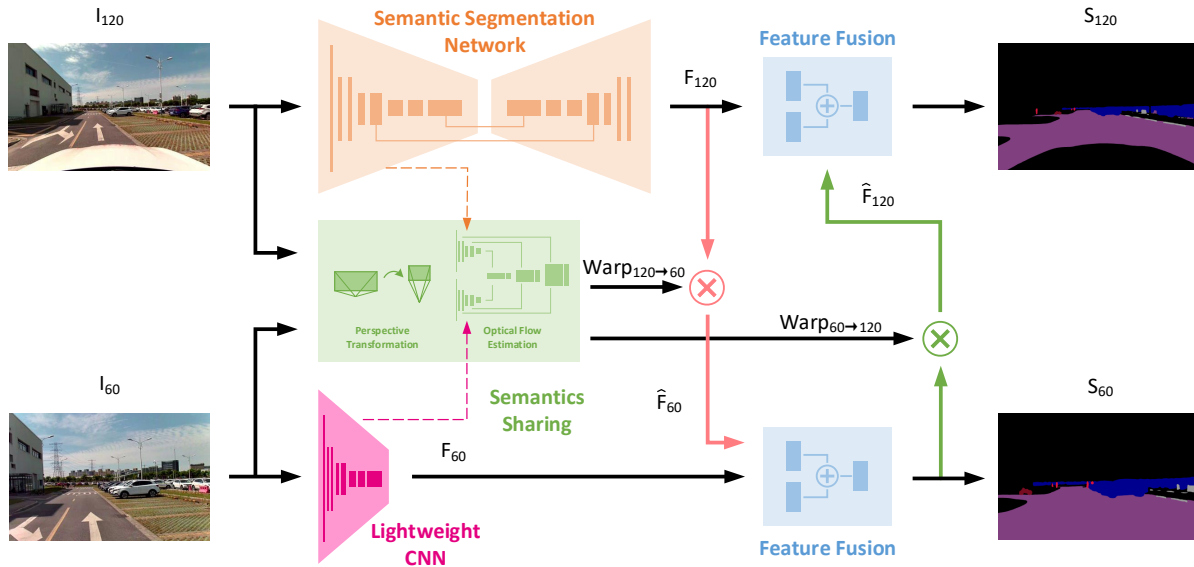 I₁₂₀
Semantic Segmentation
Network
Feature Fusion
S₁₂₀
F₁₂₀
F̂₁₂₀
Warp₁₂₀→₆₀
Warp₆₀→₁₂₀
Perspective
Transformation
Optical Flow
Estimation
I₆₀
Semantics
Sharing
F̂₆₀
S₆₀
F₆₀
Lightweight
CNN
Feature Fusion